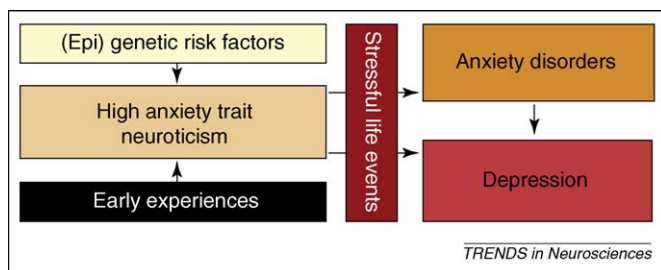 (Epi) genetic risk factors
High anxiety trait
neuroticism
Early experiences
Stressful life events
Anxiety disorders
Depression
TRENDS in Neurosciences